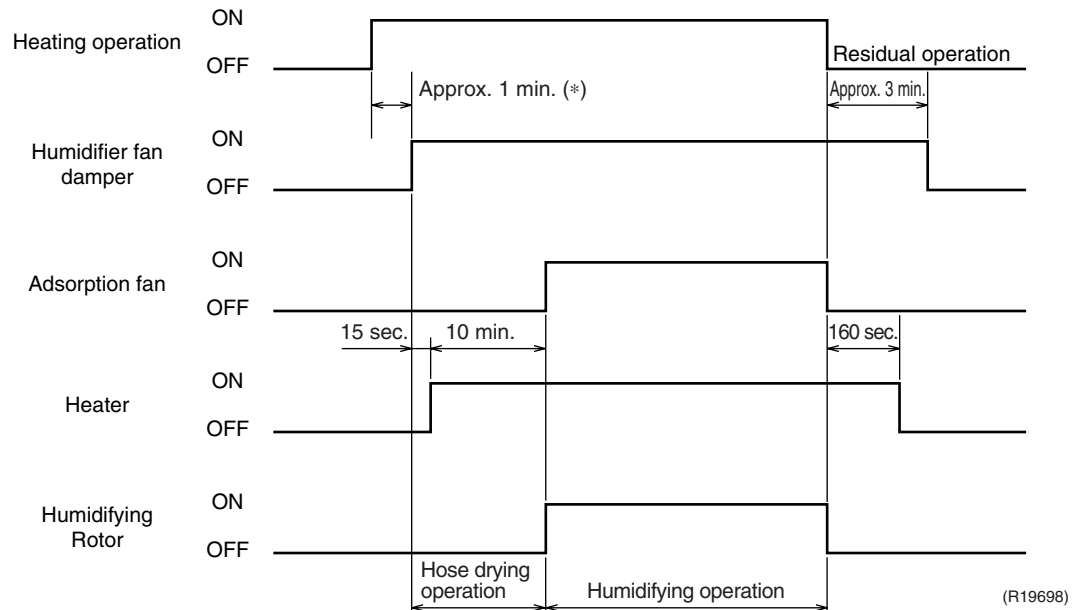 ON
Heating operation
OFF
Residual operation
Approx. 1 min. (*)
Approx. 3 min.
ON
Humidifier fan
damper
OFF
ON
Adsorption fan
OFF
15 sec.
10 min.
160 sec.
ON
Heater
OFF
ON
Humidifying
Rotor
OFF
Hose drying
operation
Humidifying operation
(R19698)